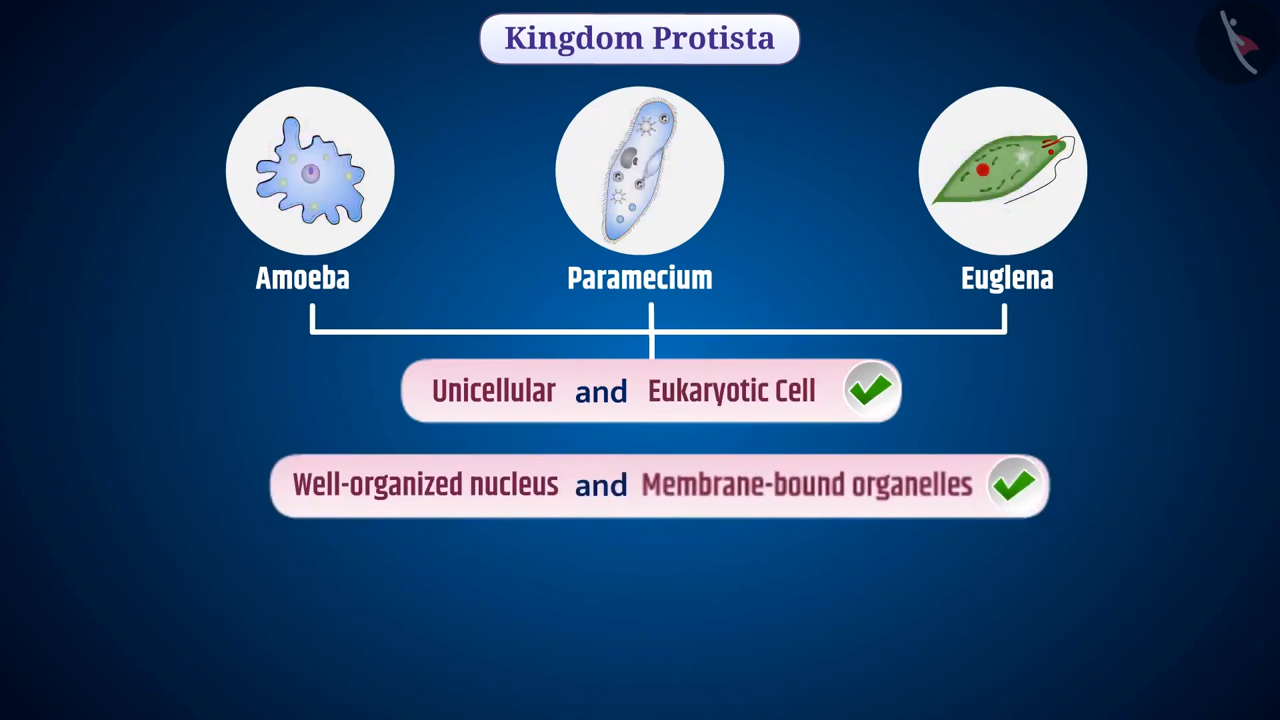 Kingdom Protista
Amoeba
Paramecium
Euglena
Unicellular and Eukaryotic Cell
Well-organized nucleus and Membrane-bound organelles